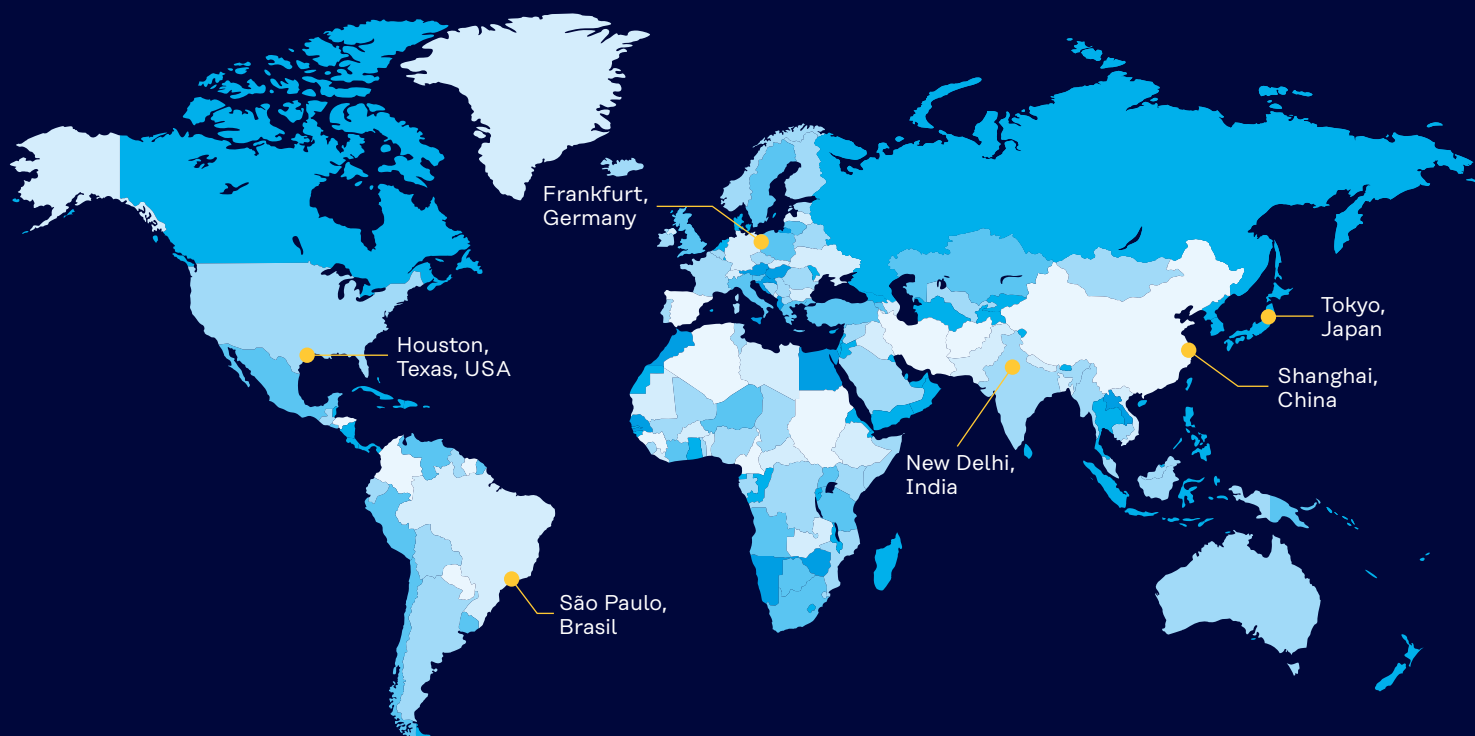 Frankfurt,
Germany
Tokyo,
Japan
Houston,
Texas, USA
Shanghai,
China
New Delhi,
India
São Paulo,
Brasil